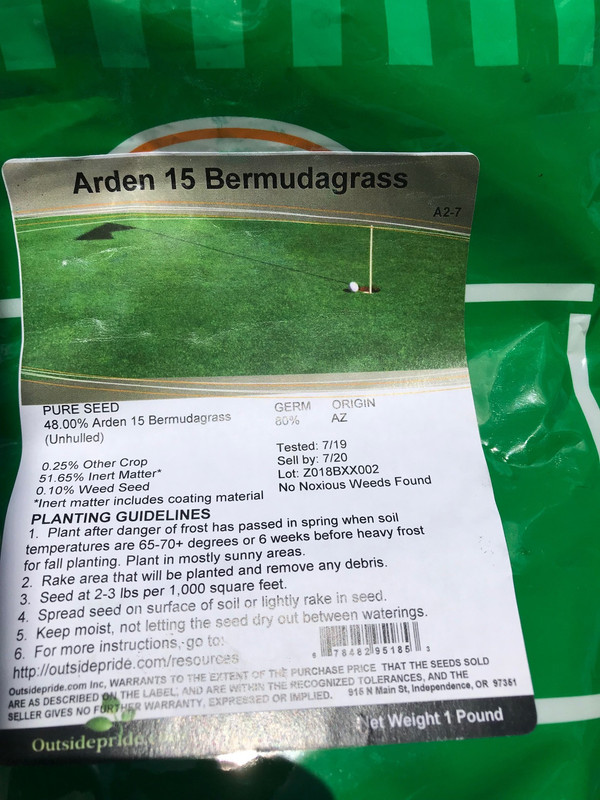 Arden 15 Bermudagrass
A2-7
PURE SEED GERM ORIGIN
48.00% Arden 15 Bermudagrass 80% AZ
(Unhulled)
Tested: 7/19
0.25% Other Crop Sell by: 7/20
51.65% Inert Matter* Lot: Z018BXX002
0.10% Weed Seed No Noxious Weeds Found
*Inert matter includes coating material
PLANTING GUIDELINES
1. Plant after danger of frost has passed in spring when soil
temperatures are 65-70+ degrees or 6 weeks before heavy frost
for fall planting. Plant in mostly sunny areas.
2. Rake area that will be planted and remove any debris.
3. Seed at 2-3 lbs per 1,000 square feet.
4. Spread seed on surface of soil or lightly rake in seed.
5. Keep moist, not letting the seed dry out between waterings.
6. For more instructions, go to:
http://outsidepride.com/resources
6 78482 95185 3
Outsidepride.com Inc, WARRANTS TO THE EXTENT OF THE PURCHASE PRICE THAT THE SEEDS SOLD
ARE AS DESCRIBED ON THE LABEL, AND ARE WITHIN THE RECOGNIZED TOLERANCES, AND THE
SELLER GIVES NO FURTHER WARRANTY, EXPRESSED OR IMPLIED. 915 N Main St, Independence, OR 97351
Net Weight 1 Pound
Outsidepride.com